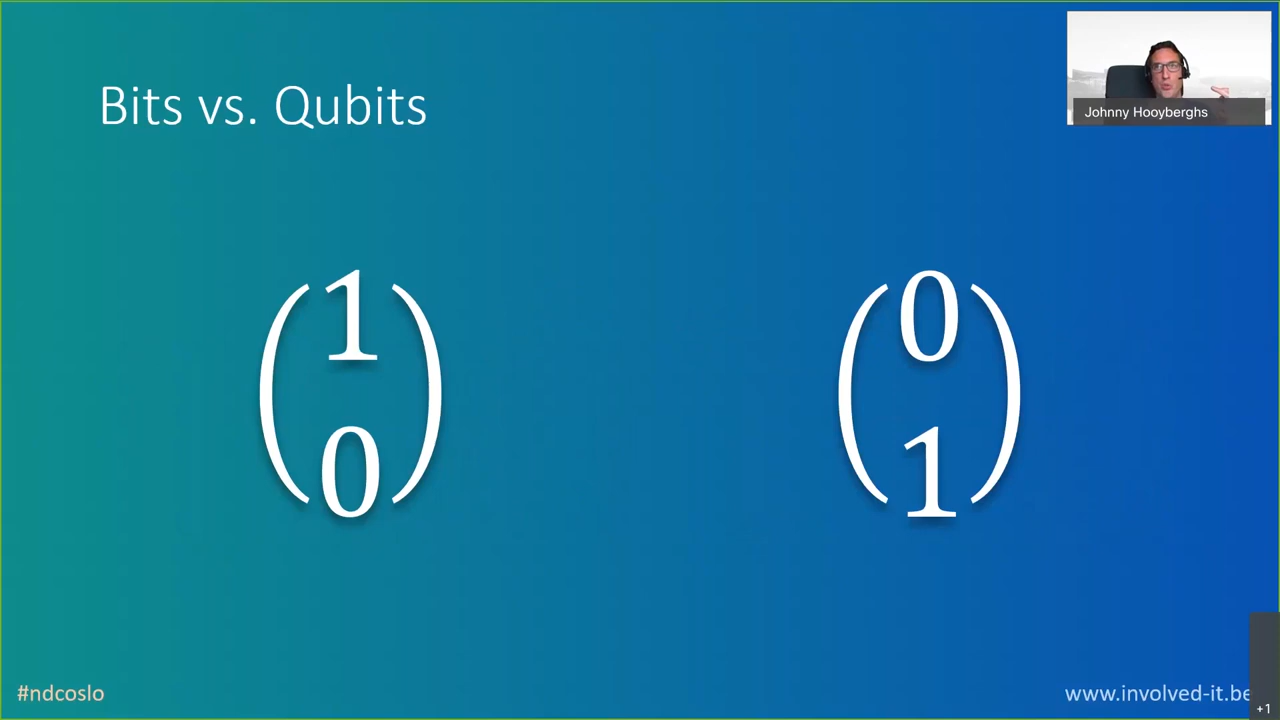 Johnny Hooyberghs
Bits vs. Qubits
1
0
0
1
#ndcoslo
www.involved-it.be
+1